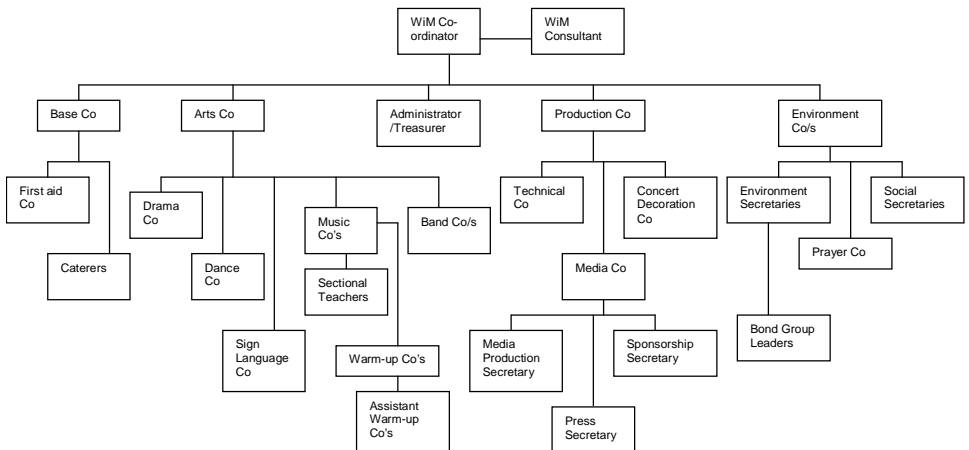 WiM Co-
ordinator
WiM
Consultant
Base Co
Arts Co
Administrator
/Treasurer
Production Co
Environment
Co/s
First aid
Co
Drama
Co
Music
Co's
Band Co/s
Technical
Co
Concert
Decoration
Co
Environment
Secretaries
Social
Secretaries
Caterers
Dance
Co
Sectional
Teachers
Media Co
Prayer Co
Sign
Language
Co
Warm-up Co's
Media
Production
Secretary
Sponsorship
Secretary
Bond Group
Leaders
Assistant
Warm-up
Co's
Press
Secretary